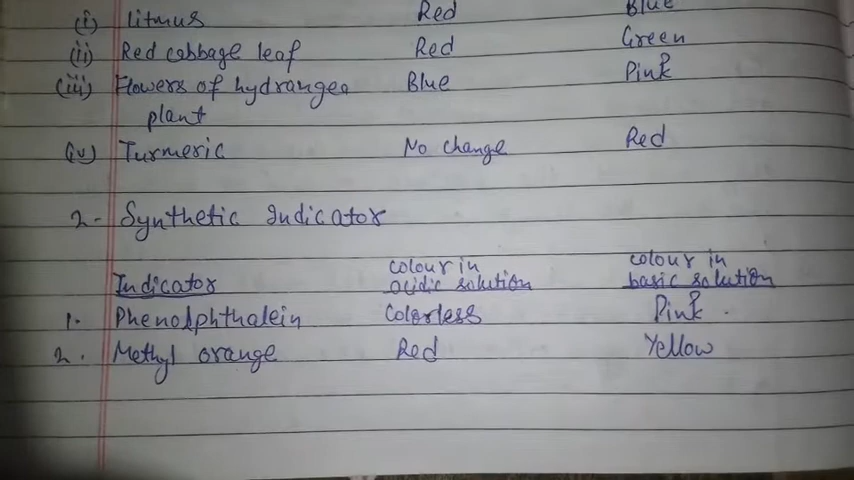 (i) litmus Red Blue
(ii) Red cabbage leaf Red Green
(iii) Flowers of hydrangea Blue Pink
plant
(iv) Turmeric No change Red
2- Synthetic Indicator
Indicator colour in acidic solution colour in basic solution
1. Phenolphthalein Colorless Pink.
2. Methyl orange Red Yellow